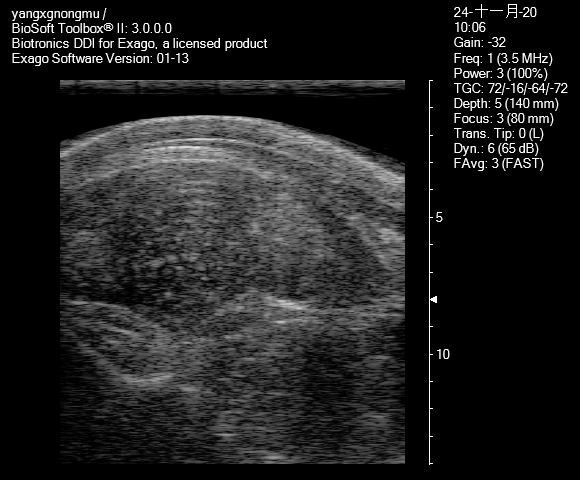 yangxgnongmu /
BioSoft Toolbox® II: 3.0.0.0
Biotronics DDI for Exago, a licensed product
Exago Software Version: 01-13
24-十一月-20
10:06
Gain: -32
Freq: 1 (3.5 MHz)
Power: 3 (100%)
TGC: 72/-16/-64/-72
Depth: 5 (140 mm)
Focus: 3 (80 mm)
Trans. Tip: 0 (L)
Dyn.: 6 (65 dB)
FAvg: 3 (FAST)
5
10